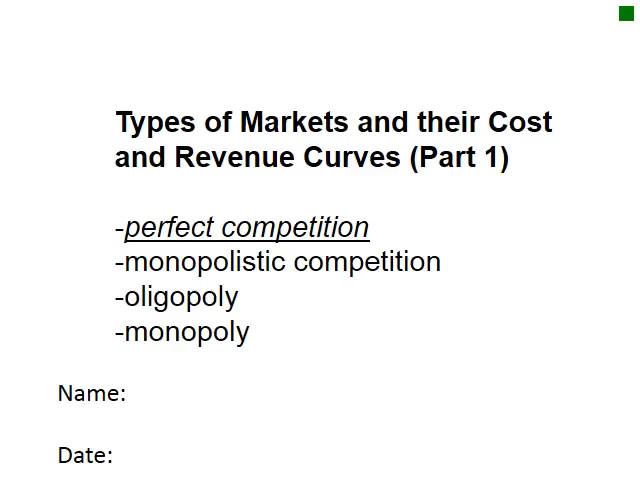 Types of Markets and their Cost
and Revenue Curves (Part 1)
-perfect competition
-monopolistic competition
-oligopoly
-monopoly
Name:
Date: